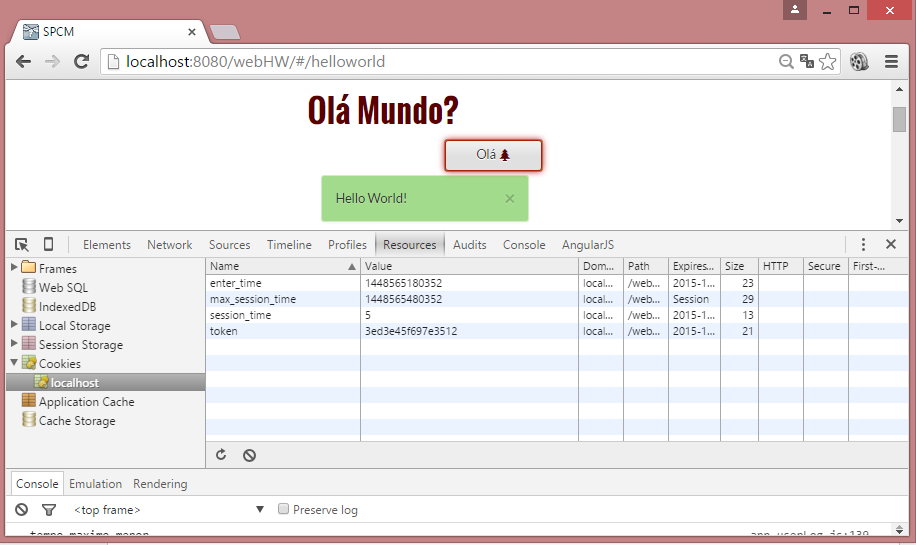 SPCM
localhost:8080/webHW/#/helloworld
Olá Mundo?
Olá
Hello World!
Elements Network Sources Timeline Profiles Resources Audits Console AngularJS
Frames
Web SQL
IndexedDB
Local Storage
Session Storage
Cookies
localhost
Application Cache
Cache Storage
Name Value Dom... Path Expires... Size HTTP Secure First-...
enter_time 1448565180352 local... /web... 2015-1... 23
max_session_time 1448565480352 local... /web... Session 29
session_time 5 local... /web... 2015-1... 13
token 3ed3e45f697e3512 local... /web... 2015-1... 21
Console Emulation Rendering
<top frame> Preserve log